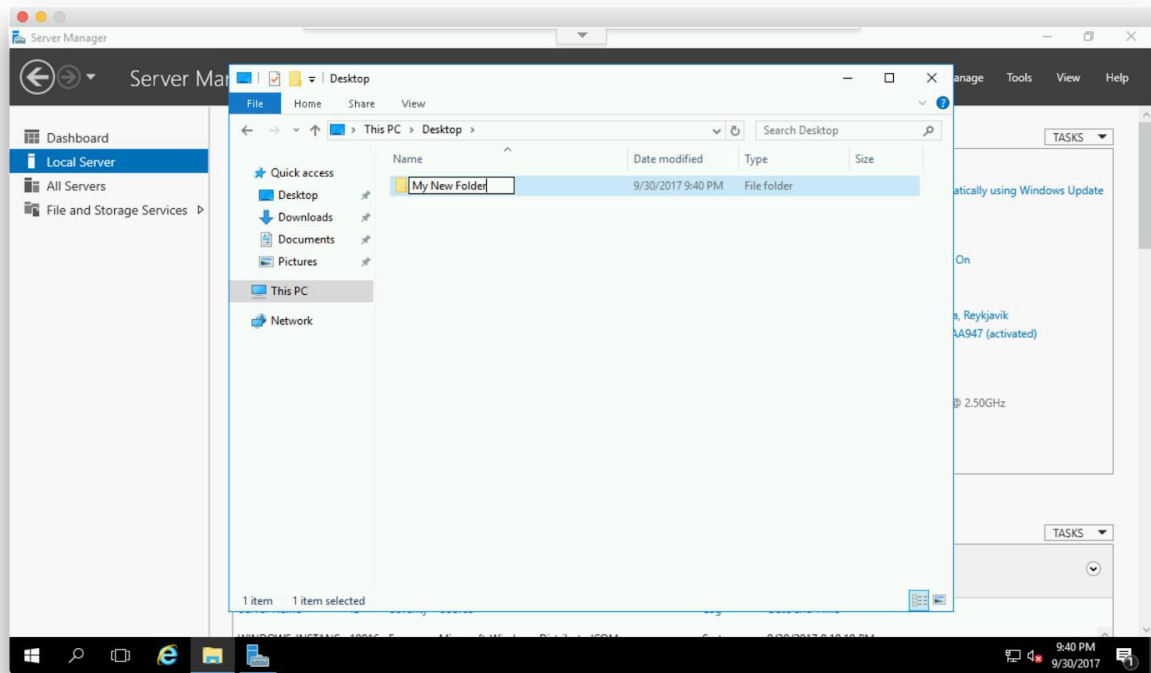 Server Manager
Server Mar
anage Tools View Help
Dashboard
Local Server
All Servers
File and Storage Services
Desktop
File Home Share View
This PC > Desktop >
Search Desktop
Quick access
Desktop
Downloads
Documents
Pictures
This PC
Network
Name Date modified Type Size
My New Folder 9/30/2017 9:40 PM File folder
1 item 1 item selected
TASKS
atically using Windows Update
On
a, Reykjavik
AA947 (activated)
@ 2.50GHz
TASKS
9:40 PM
9/30/2017
1